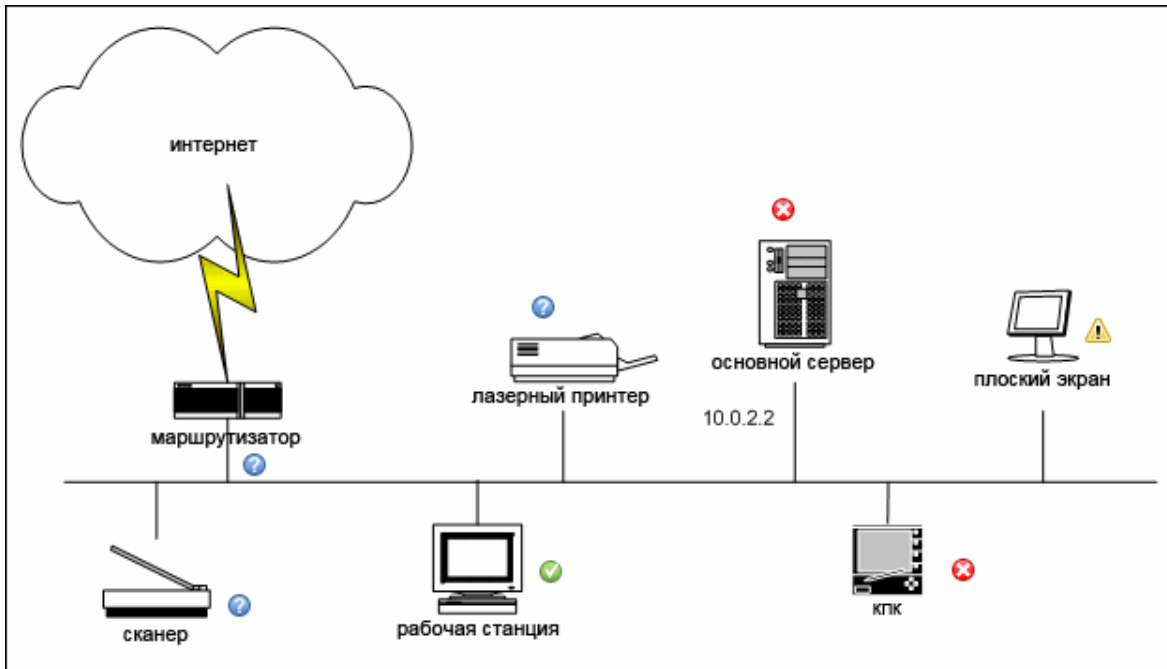 интернет
основной сервер
плоский экран
лазерный принтер
10.0.2.2
маршрутизатор
сканер
рабочая станция
кпк